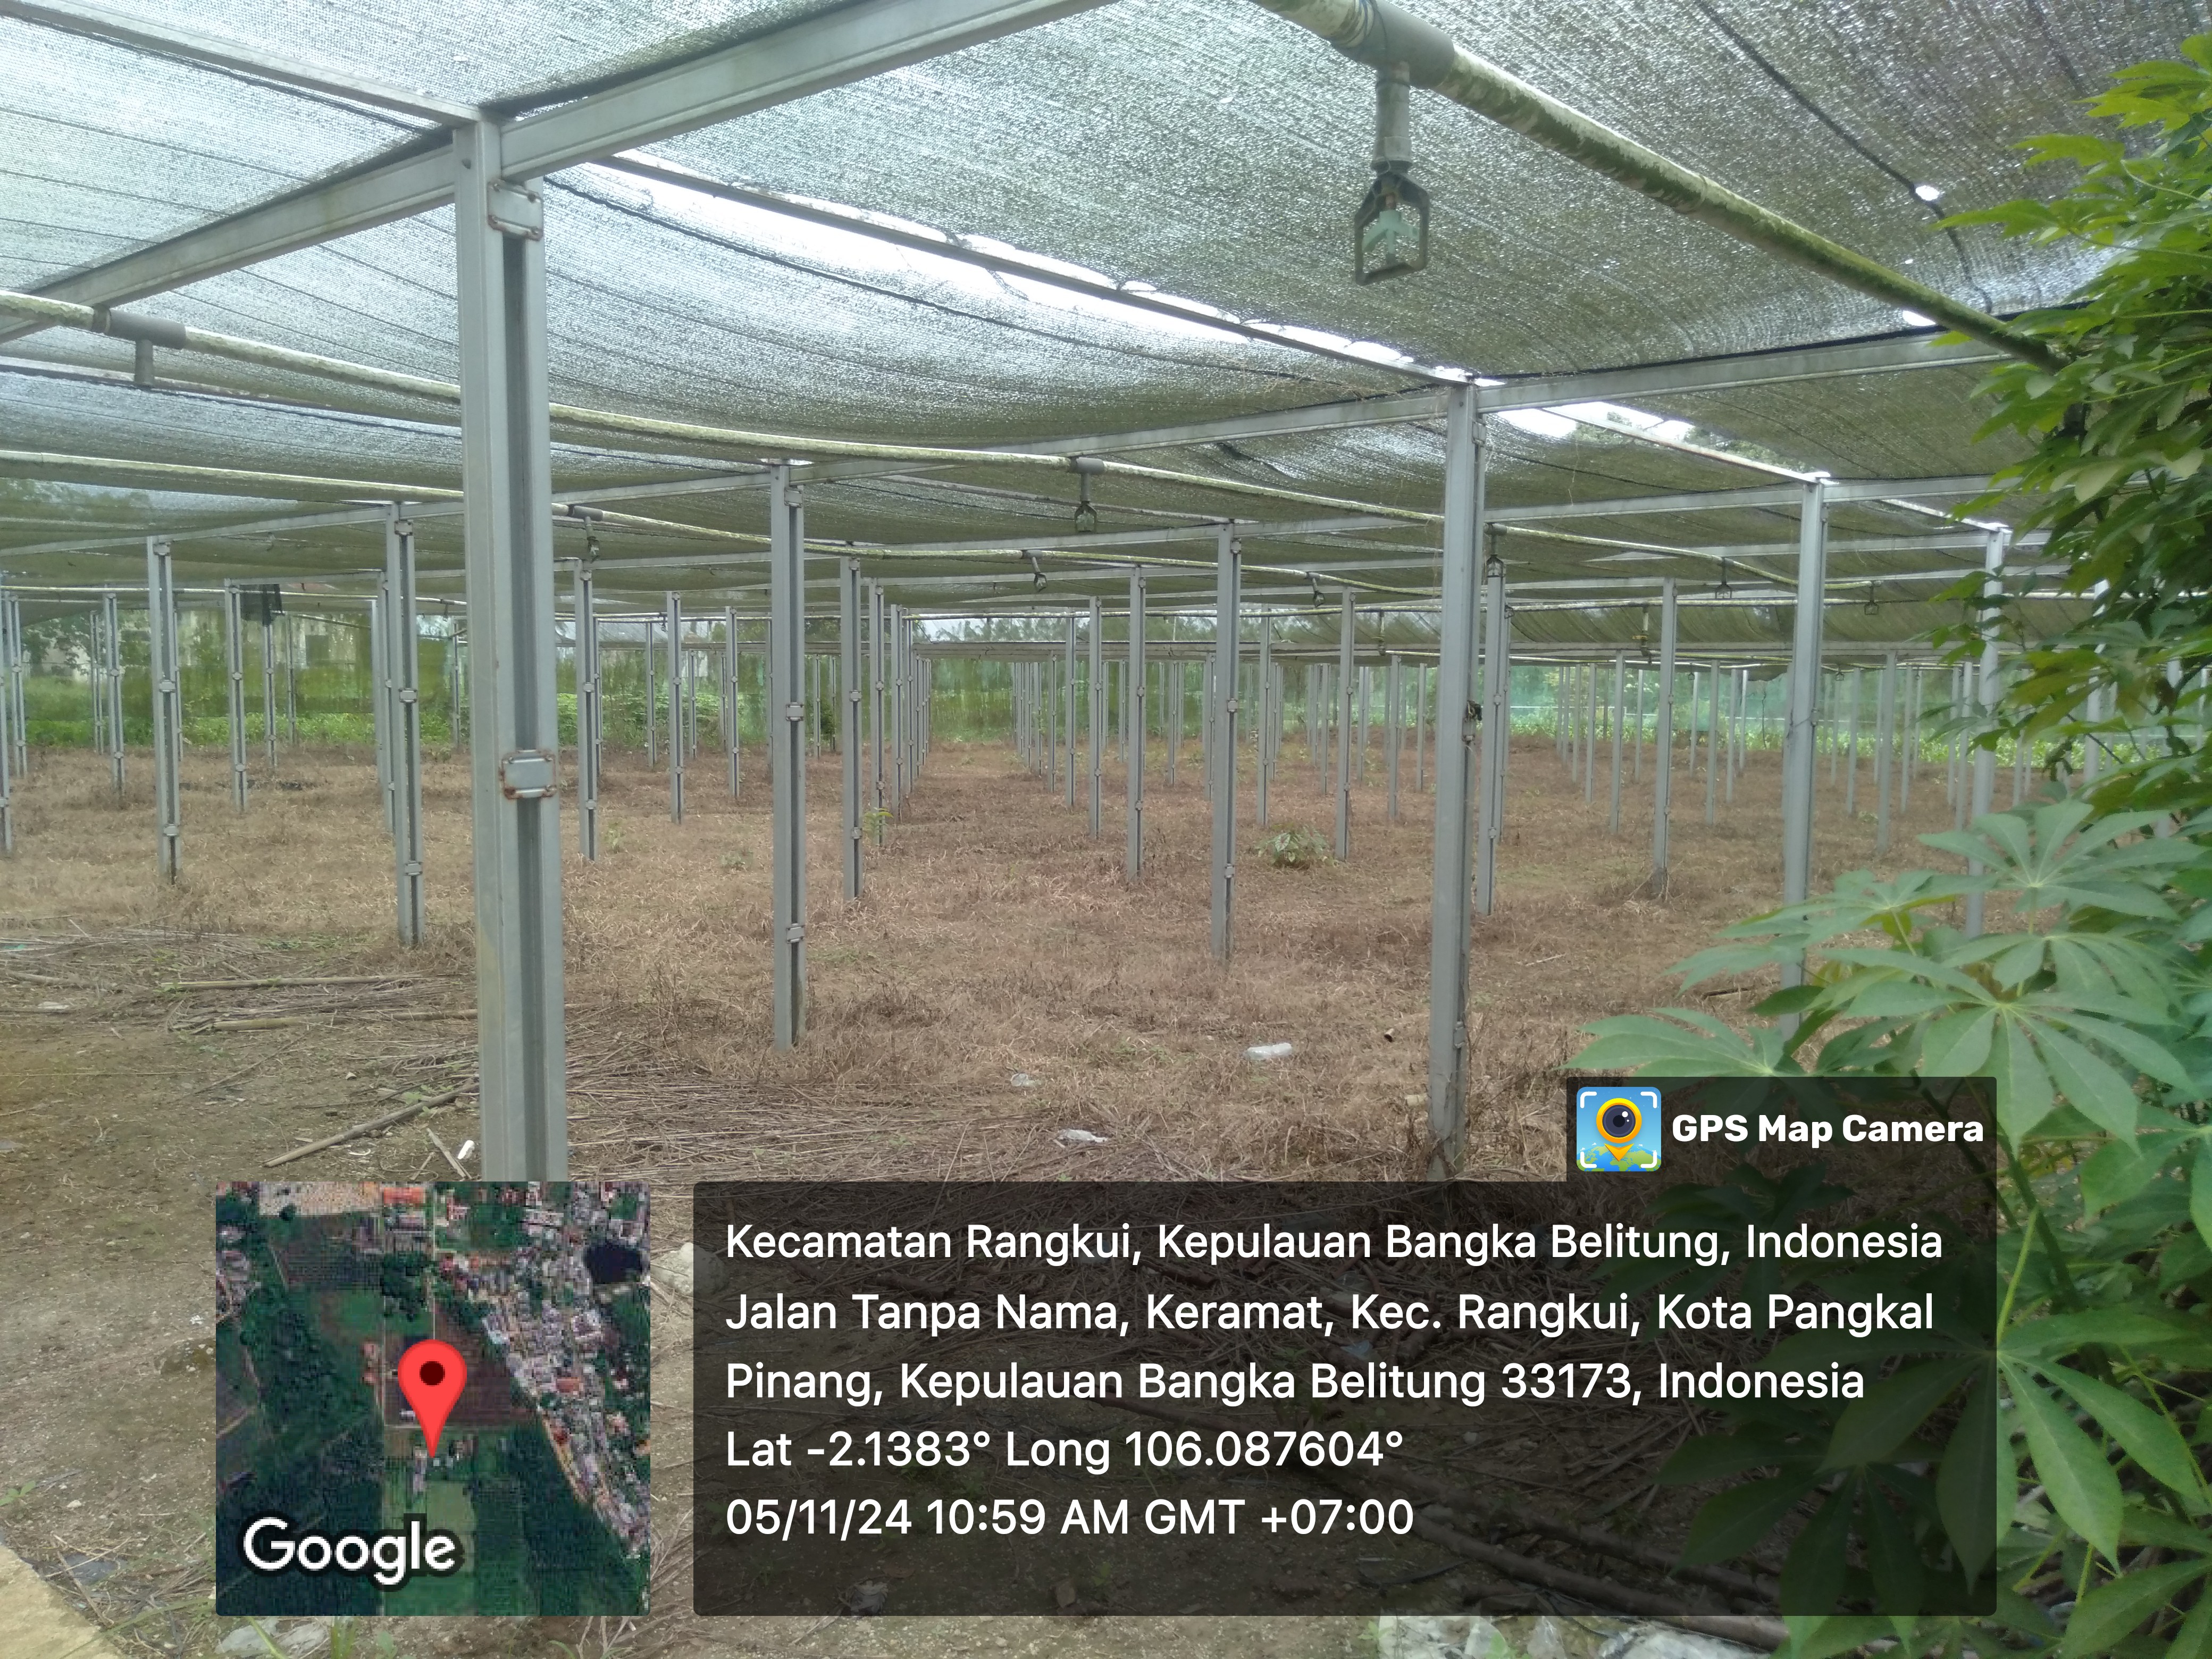 GPS Map Camera
Kecamatan Rangkui, Kepulauan Bangka Belitung, Indonesia
Jalan Tanpa Nama, Keramat, Kec. Rangkui, Kota Pangkal
Pinang, Kepulauan Bangka Belitung 33173, Indonesia
Lat -2.1383° Long 106.087604°
05/11/24 10:59 AM GMT +07:00
Google